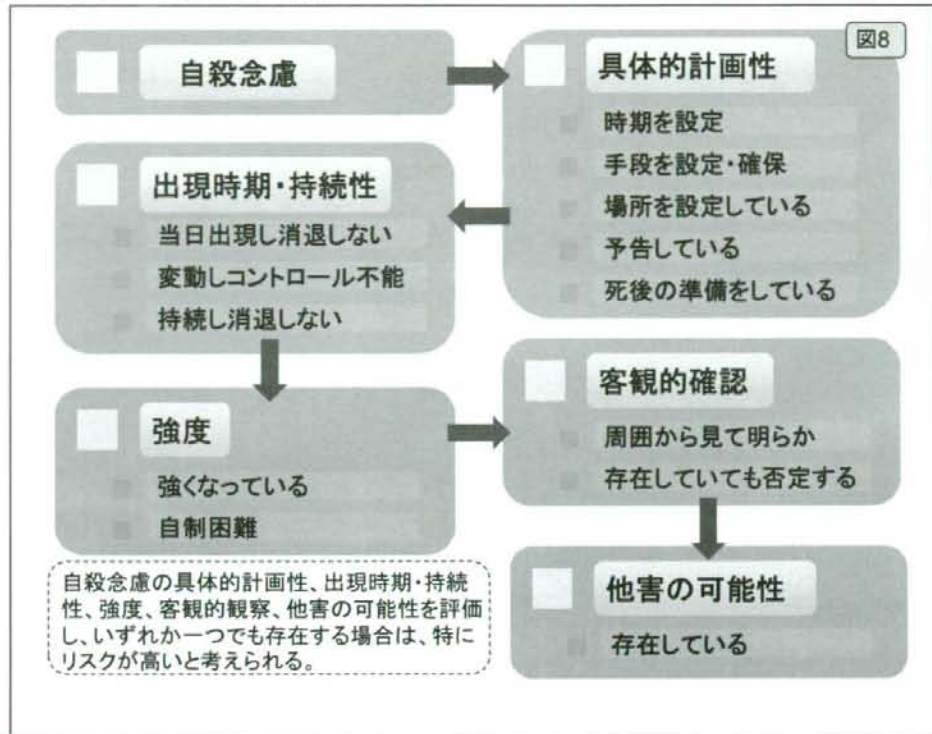 図8
自殺念慮
具体的計画性
時期を設定
手段を設定・確保
場所を設定している
予告している
死後の準備をしている
出現時期・持続性
当日出現し消退しない
変動しコントロール不能
持続し消退しない
強度
強くなっている
自制困難
客観的確認
周囲から見て明らか
存在していても否定する
他害の可能性
存在している
自殺念慮の具体的計画性、出現時期・持続
性、強度、客観的観察、他害の可能性を評価
し、いずれか一つでも存在する場合は、特に
リスクが高いと考えられる。